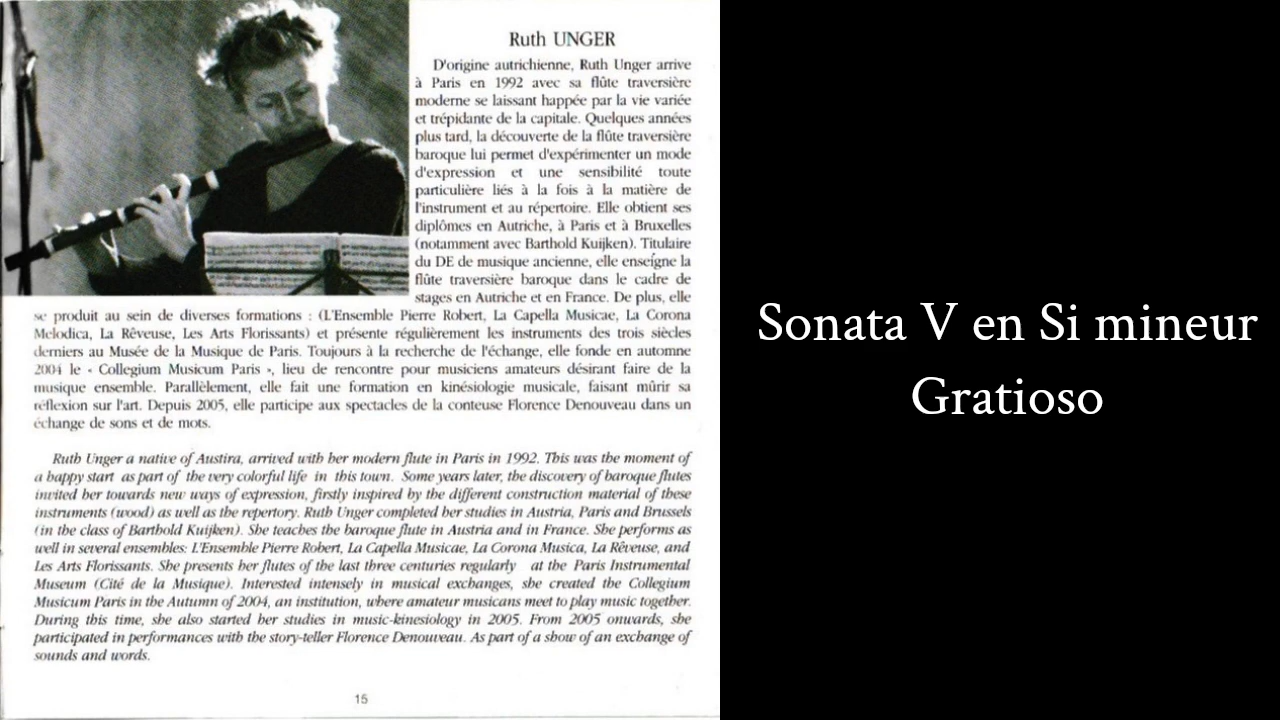 Ruth UNGER
D'origine autrichienne, Ruth Unger arrive
à Paris en 1992 avec sa flûte traversière
moderne se laissant happée par la vie variée
et trépidante de la capitale. Quelques années
plus tard, la découverte de la flûte traversière
baroque lui permet d'expérimenter un mode
d'expression et une sensibilité toute
particulière liés à la fois à la matière de
l'instrument et au répertoire. Elle obtient ses
diplômes en Autriche, à Paris et à Bruxelles
(notamment avec Barthold Kuijken). Titulaire
du DE de musique ancienne, elle enseigne la
flûte traversière baroque dans le cadre de
stages en Autriche et en France. De plus, elle
se produit au sein de diverses formations : (L'Ensemble Pierre Robert, La Capella Musicae, La Corona
Melodica, La Rêveuse, Les Arts Florissants) et présente régulièrement les instruments des trois siècles
derniers au Musée de la Musique de Paris. Toujours à la recherche de l'échange, elle fonde en automne
2004 le « Collegium Musicum Paris », lieu de rencontre pour musiciens amateurs désirant faire de la
musique ensemble. Parallèlement, elle fait une formation en kinésiologie musicale, faisant mûrir sa
réflexion sur l'art. Depuis 2005, elle participe aux spectacles de la conteuse Florence Denouveau dans un
échange de sons et de mots.
Ruth Unger a native of Austira, arrived with her modern flute in Paris in 1992. This was the moment of
a happy start as part of the very colorful life in this town. Some years later, the discovery of baroque flutes
invited her towards new ways of expression, firstly inspired by the different construction material of these
instruments (wood) as well as the repertory. Ruth Unger completed her studies in Austria, Paris and Brussels
(in the class of Barthold Kuijken). She teaches the baroque flute in Austria and in France. She performs as
well in several ensembles: L'Ensemble Pierre Robert, La Capella Musicae, La Corona Musica, La Rêveuse, and
Les Arts Florissants. She presents her flutes of the last three centuries regularly at the Paris Instrumental
Museum (Cité de la Musique). Interested intensely in musical exchanges, she created the Collegium
Musicum Paris in the Autumn of 2004, an institution, where amateur musicans meet to play music together.
During this time, she also started her studies in music-kinesiology in 2005. From 2005 onwards, she
participated in performances with the story-teller Florence Denouveau. As part of a show of an exchange of
sounds and words.
15
Sonata V en Si mineur
Gratioso